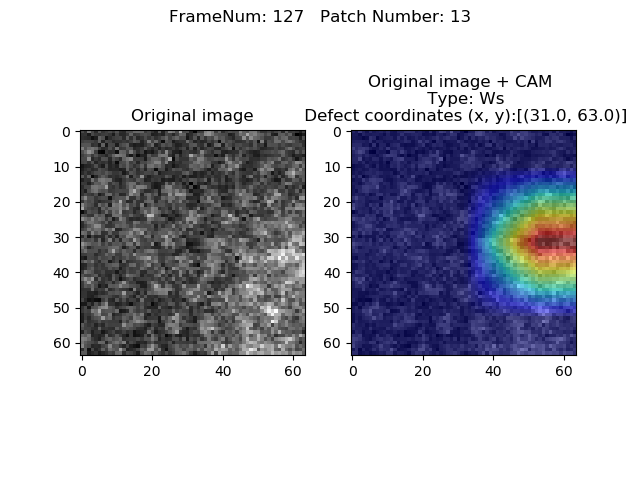 FrameNum: 127   Patch Number: 13
Original image
Original image + CAM
Type: Ws
Defect coordinates (x, y):[(31.0, 63.0)]
0
10
20
30
40
50
60
0 20 40 60
0
10
20
30
40
50
60
0 20 40 60